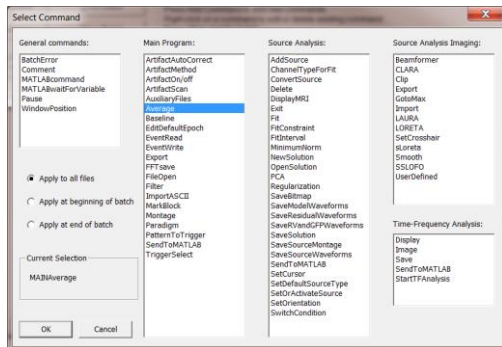 Select Command
General commands:
BatchError
Comment
MATLABcommand
MATLABwaitForVariable
Pause
WindowPosition
Apply to all files
Apply at beginning of batch
Apply at end of batch
Current Selection
MAINAverage
OK
Cancel
Main Program:
ArtifactAutoCorrect
ArtifactMethod
ArtifactOn/off
ArtifactScan
AuxiliaryFiles
Average
Baseline
EditDefaultEpoch
EventRead
EventWrite
Export
FFTsave
FileOpen
Filter
ImportASCII
MarkBlock
Montage
Paradigm
PatternToTrigger
SendToMATLAB
TriggerSelect
Source Analysis:
AddSource
ChannelTypeForFit
ConvertSource
Delete
DisplayMRI
Exit
Fit
FitConstraint
FitInterval
MinimumNorm
NewSolution
OpenSolution
PCA
Regularization
SaveBitmap
SaveModelWaveforms
SaveResidualWaveforms
SaveRVandGFPWaveforms
SaveSolution
SaveSourceMontage
SaveSourceWaveforms
SendToMATLAB
SetCursor
SetDefaultSourceType
SetOrActivateSource
SetOrientation
SwitchCondition
Source Analysis Imaging:
Beamformer
CLARA
Clip
Export
GotoMax
Import
LAURA
LORETA
SetCrosshair
sLoreta
Smooth
SSLOFO
UserDefined
Time-Frequency Analysis:
Display
Image
Save
SendToMATLAB
StartTFAnalysis